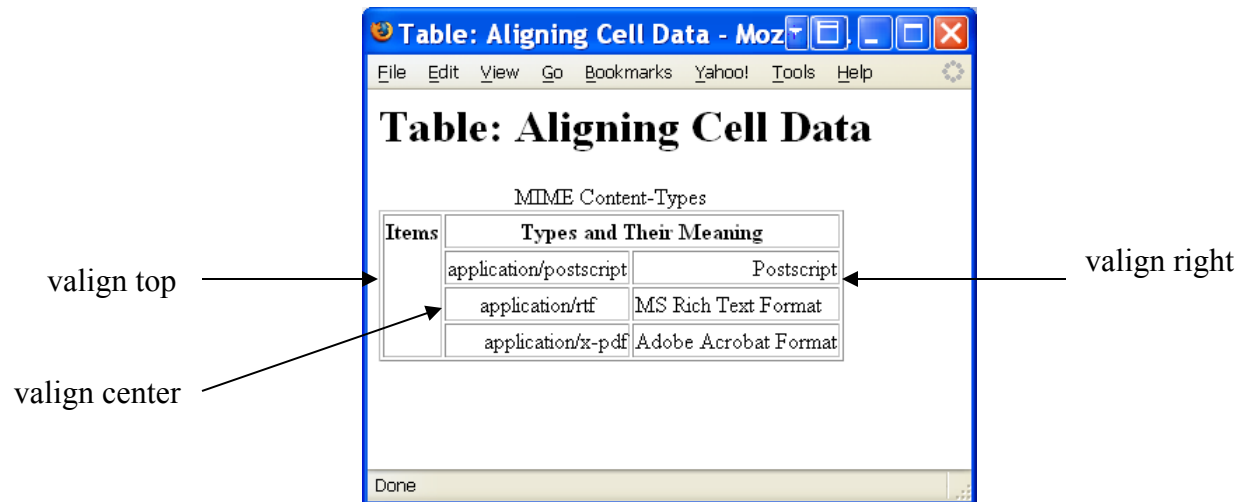 Table: Aligning Cell Data - Moz
File Edit View Go Bookmarks Yahoo! Tools Help
Table: Aligning Cell Data
MIME Content-Types
Items Types and Their Meaning
application/postscript Postscript
application/rtf MS Rich Text Format
application/x-pdf Adobe Acrobat Format
valign top
valign center
valign right
Done